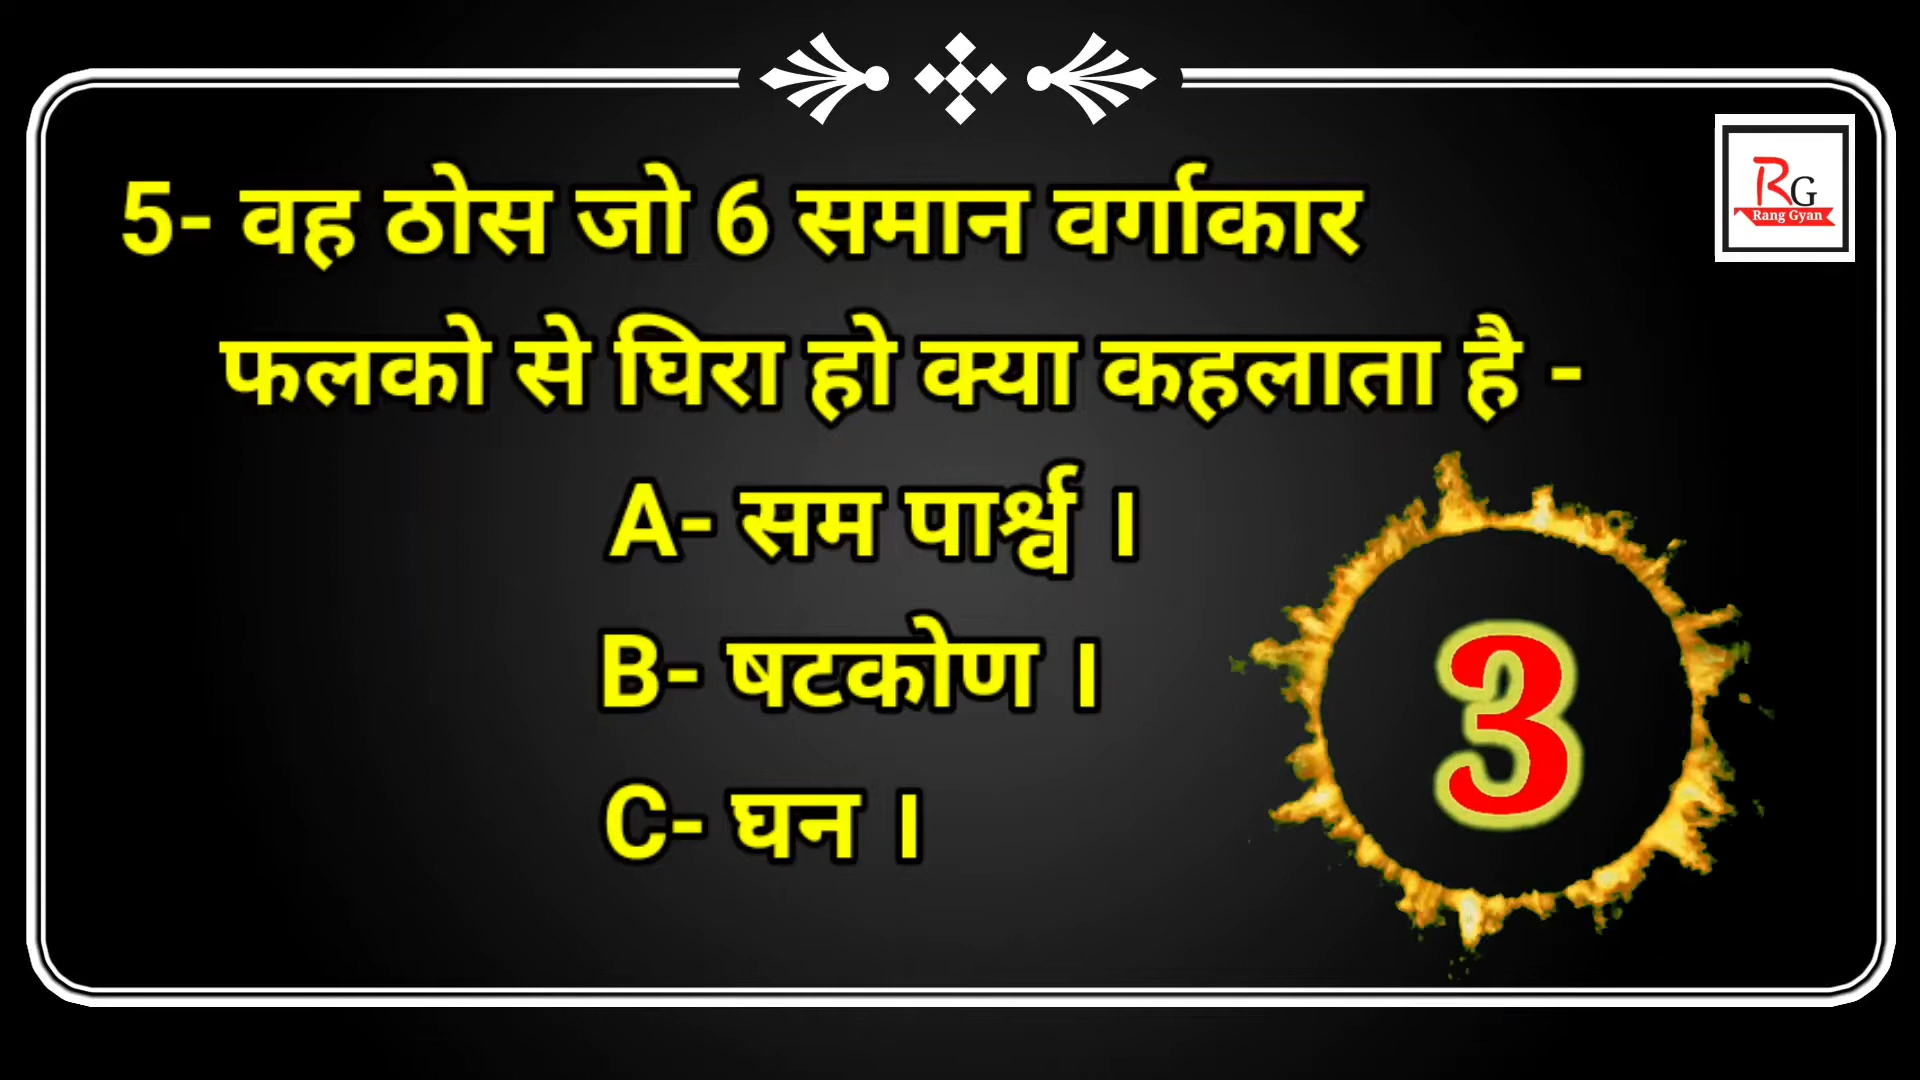 RG
Rang Gyan
5- वह ठोस जो 6 समान वर्गाकार
फलको से घिरा हो क्या कहलाता है -
A- सम पार्श्व ।
B- षटकोण ।
C- घन ।
3